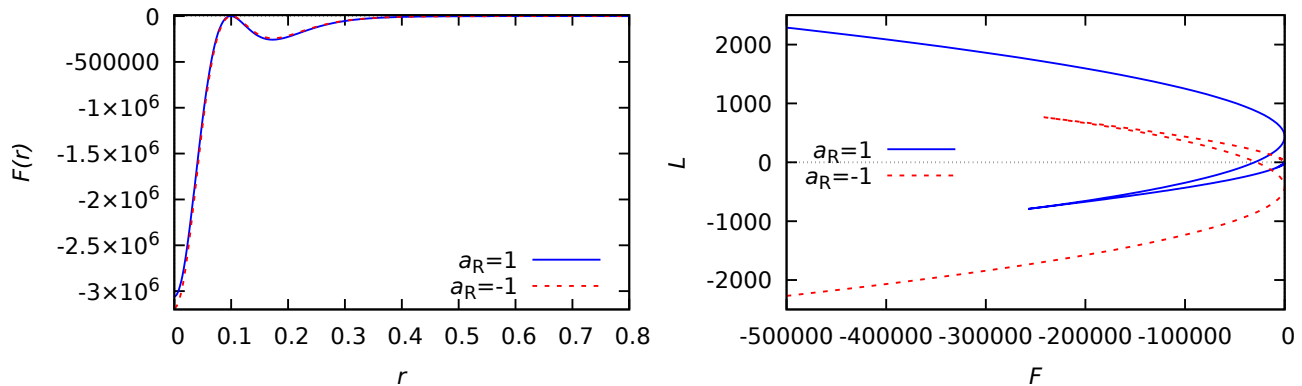 0
-500000
-1×10⁶
-1.5×10⁶
-2×10⁶
-2.5×10⁶
-3×10⁶
F(r)
a_R=1
a_R=-1
0 0.1 0.2 0.3 0.4 0.5 0.6 0.7 0.8
r
2000
1000
0
-1000
-2000
L
a_R=1
a_R=-1
-500000 -400000 -300000 -200000 -100000 0
F